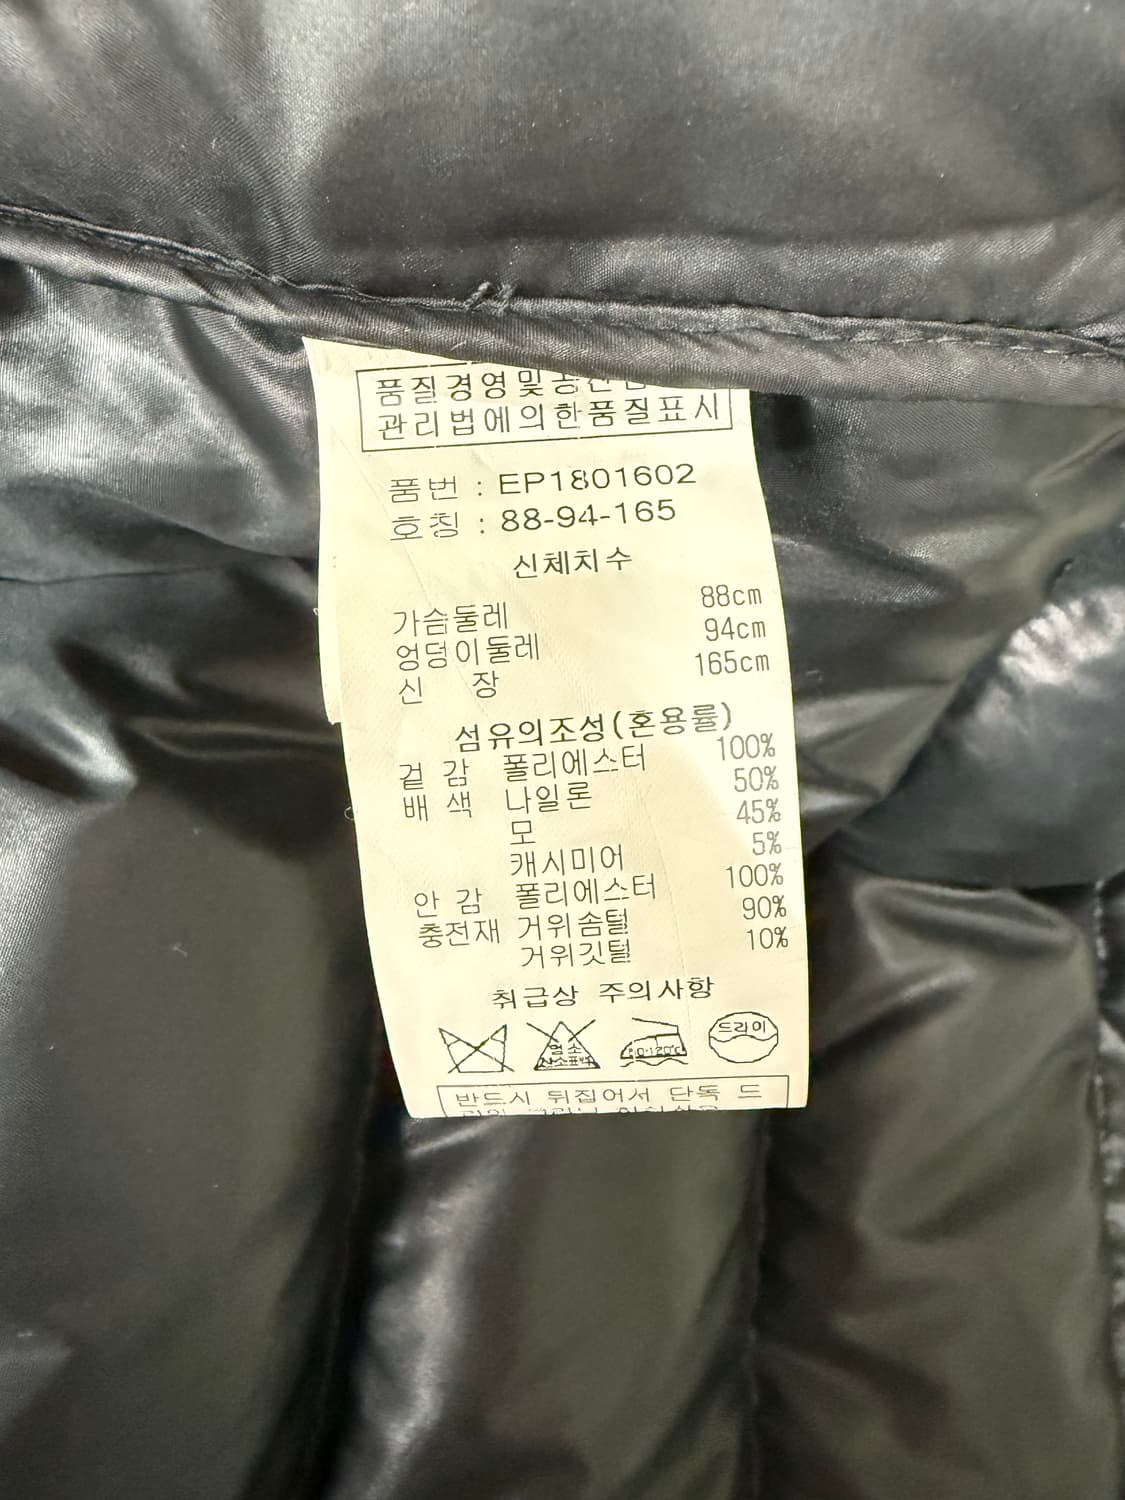 품질경영및공산품
관리법에의한품질표시
품번 : EP1801602
호칭 : 88-94-165
신체치수
가슴둘레 88cm
엉덩이둘레 94cm
신 장 165cm
섬유의조성(혼용률)
겉 감 폴리에스터 100%
배 색 나일론 50%
모 45%
캐시미어 5%
안 감 폴리에스터 100%
충전재 거위솜털 90%
거위깃털 10%
취급상 주의사항
염소
산소표백
드라이
반드시 뒤집어서 단독 드